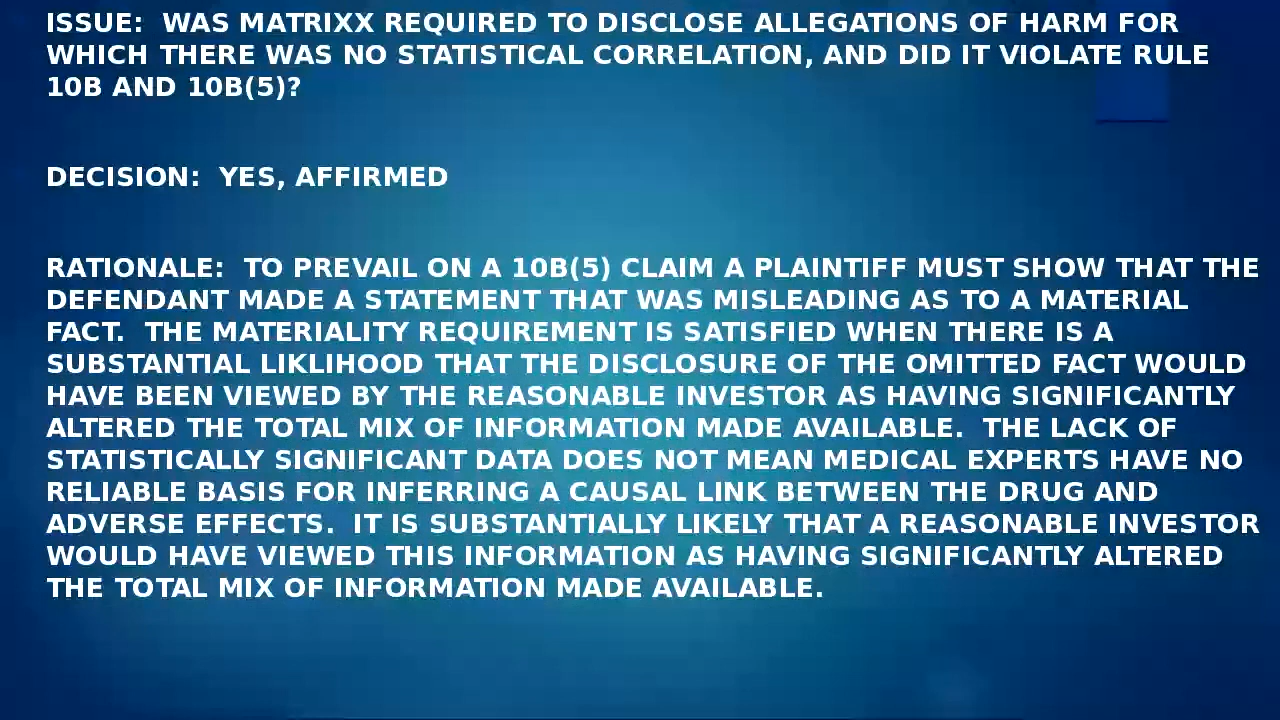 ISSUE:  WAS MATRIXX REQUIRED TO DISCLOSE ALLEGATIONS OF HARM FOR
WHICH THERE WAS NO STATISTICAL CORRELATION, AND DID IT VIOLATE RULE
10B AND 10B(5)?
DECISION:  YES, AFFIRMED
RATIONALE:  TO PREVAIL ON A 10B(5) CLAIM A PLAINTIFF MUST SHOW THAT THE
DEFENDANT MADE A STATEMENT THAT WAS MISLEADING AS TO A MATERIAL
FACT.  THE MATERIALITY REQUIREMENT IS SATISFIED WHEN THERE IS A
SUBSTANTIAL LIKLIHOOD THAT THE DISCLOSURE OF THE OMITTED FACT WOULD
HAVE BEEN VIEWED BY THE REASONABLE INVESTOR AS HAVING SIGNIFICANTLY
ALTERED THE TOTAL MIX OF INFORMATION MADE AVAILABLE.  THE LACK OF
STATISTICALLY SIGNIFICANT DATA DOES NOT MEAN MEDICAL EXPERTS HAVE NO
RELIABLE BASIS FOR INFERRING A CAUSAL LINK BETWEEN THE DRUG AND
ADVERSE EFFECTS.  IT IS SUBSTANTIALLY LIKELY THAT A REASONABLE INVESTOR
WOULD HAVE VIEWED THIS INFORMATION AS HAVING SIGNIFICANTLY ALTERED
THE TOTAL MIX OF INFORMATION MADE AVAILABLE.